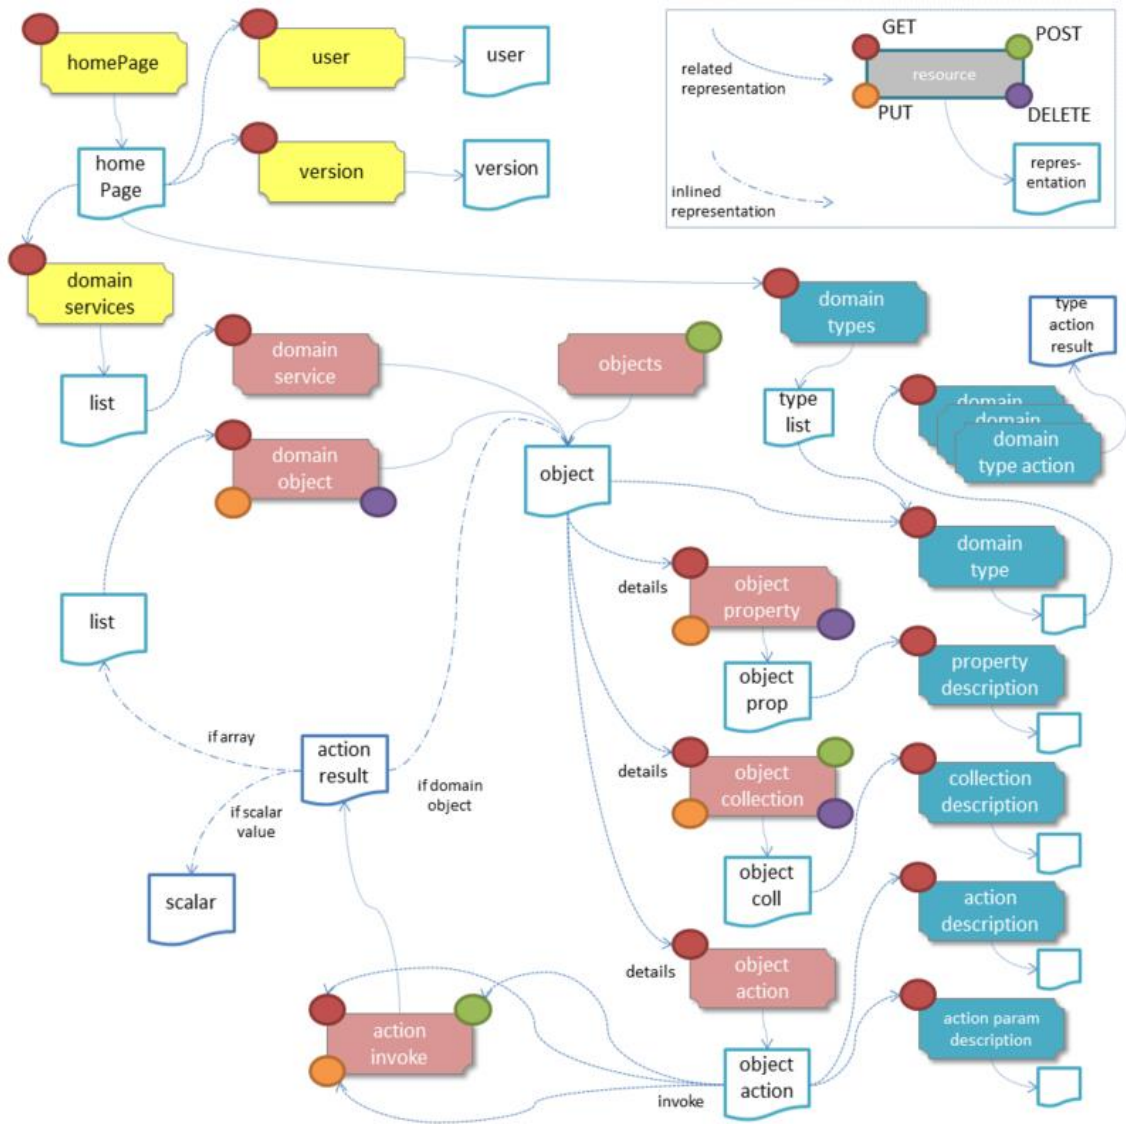 homePage
user
user
home
Page
version
version
GET
POST
related
representation
resource
PUT
DELETE
inlined
representation
repres-
entation
domain
services
domain
types
type
action
result
list
domain
service
objects
type
list
domain
domain
domain
type action
domain
object
object
domain
type
details
object
property
list
object
prop
property
description
if array
action
result
if domain
object
details
object
collection
collection
description
if scalar
value
scalar
object
coll
action
description
details
object
action
action
invoke
action param
description
object
action
invoke